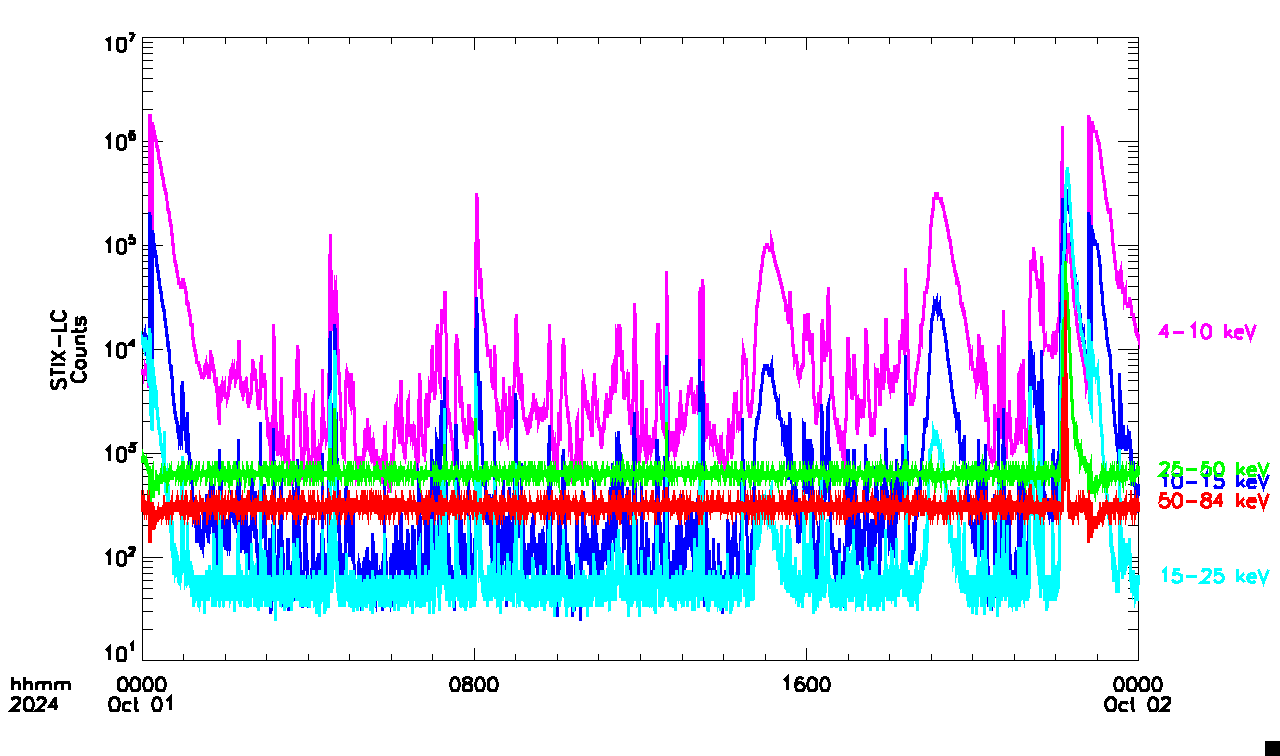 10⁷
10⁶
10⁵
10⁴
10³
10²
10¹
STIX-LC
Counts
4-10 keV
25-50 keV
10-15 keV
50-84 keV
15-25 keV
hhmm 0000 0800 1600 0000
2024 Oct 01 Oct 02